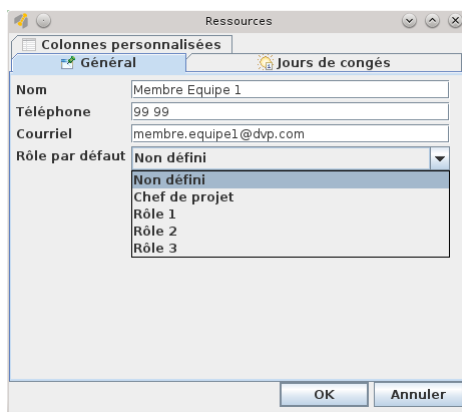 Ressources
Colonnes personnalisées
Général
Jours de congés
Nom Membre Equipe 1
Téléphone 99 99
Courriel membre.equipe1@dvp.com
Rôle par défaut Non défini
Non défini
Chef de projet
Rôle 1
Rôle 2
Rôle 3
OK Annuler